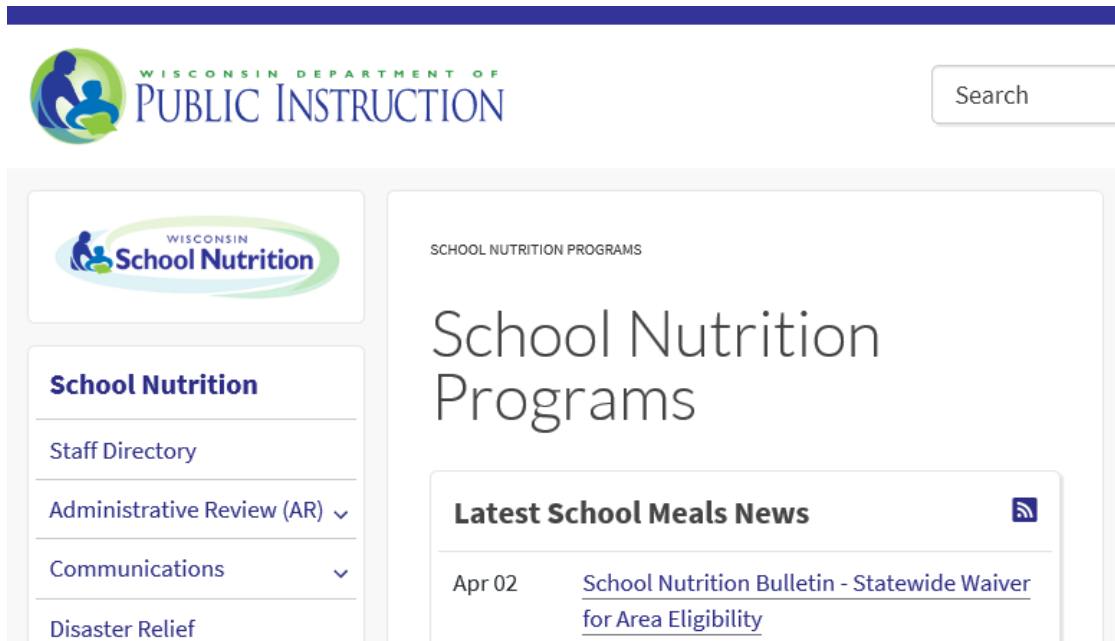 WISCONSIN DEPARTMENT OF
PUBLIC INSTRUCTION
Search
WISCONSIN
School Nutrition
School Nutrition
Staff Directory
Administrative Review (AR)
Communications
Disaster Relief
SCHOOL NUTRITION PROGRAMS
School Nutrition
Programs
Latest School Meals News
Apr 02 School Nutrition Bulletin - Statewide Waiver
for Area Eligibility